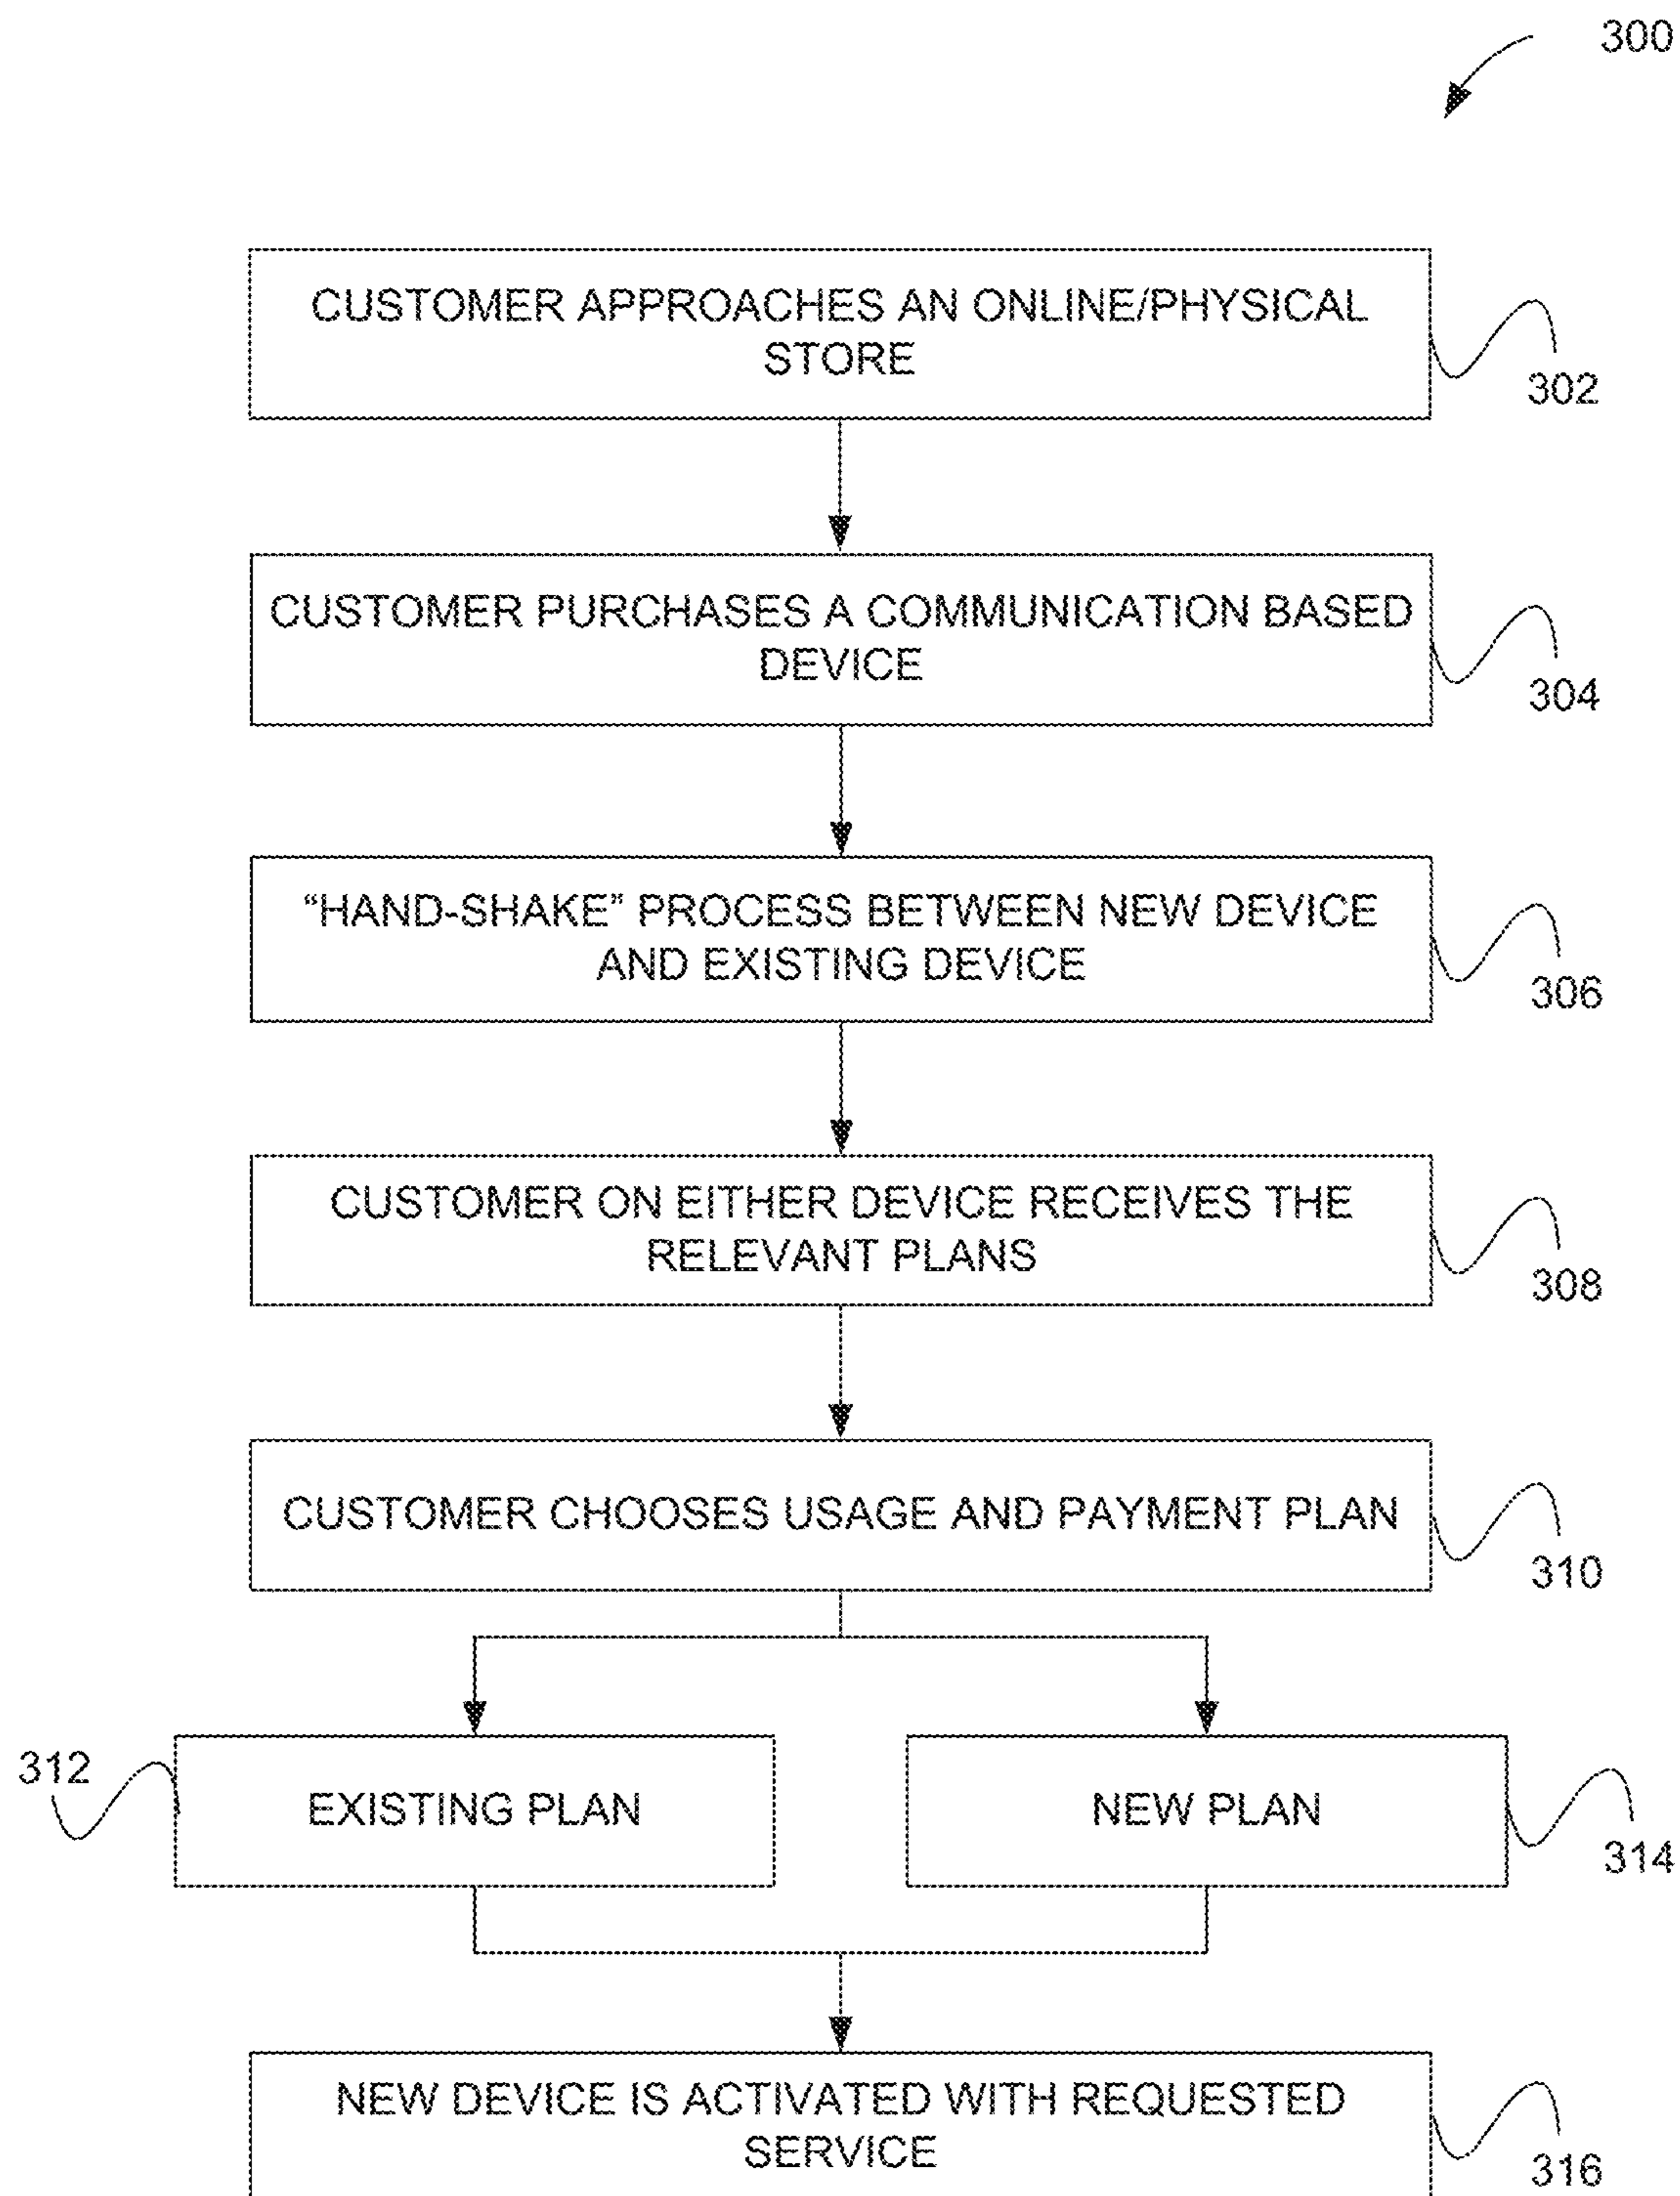 300
CUSTOMER APPROACHES AN ONLINE/PHYSICAL
STORE
302
CUSTOMER PURCHASES A COMMUNICATION BASED
DEVICE
304
“HAND-SHAKE” PROCESS BETWEEN NEW DEVICE
AND EXISTING DEVICE
306
CUSTOMER ON EITHER DEVICE RECEIVES THE
RELEVANT PLANS
308
CUSTOMER CHOOSES USAGE AND PAYMENT PLAN
310
312
EXISTING PLAN
NEW PLAN
314
NEW DEVICE IS ACTIVATED WITH REQUESTED
SERVICE
316